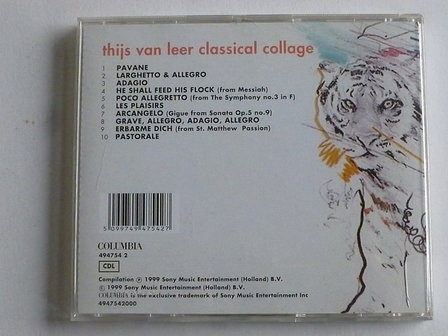 thijs van leer classical collage
1 PAVANE
2 LARGHETTO & ALLEGRO
3 ADAGIO
4 HE SHALL FEED HIS FLOCK (from Messiah)
5 POCO ALLEGRETTO (from The Symphony no.3 in F)
6 LES PLAISIRS
7 ARCANGELO (Gigue from Sonata Op.5 no.9)
8 GRAVE, ALLEGRO, ADAGIO, ALLEGRO
9 ERBARME DICH (from St. Matthew Passion)
10 PASTORALE
5 099749 475427
COLUMBIA
494754 2
CDL
Compilation ℗ 1999 Sony Music Entertainment (Holland) B.V.
© 1999 Sony Music Entertainment (Holland) B.V.
COLUMBIA is the exclusive trademark of Sony Music Entertainment Inc
4947542000